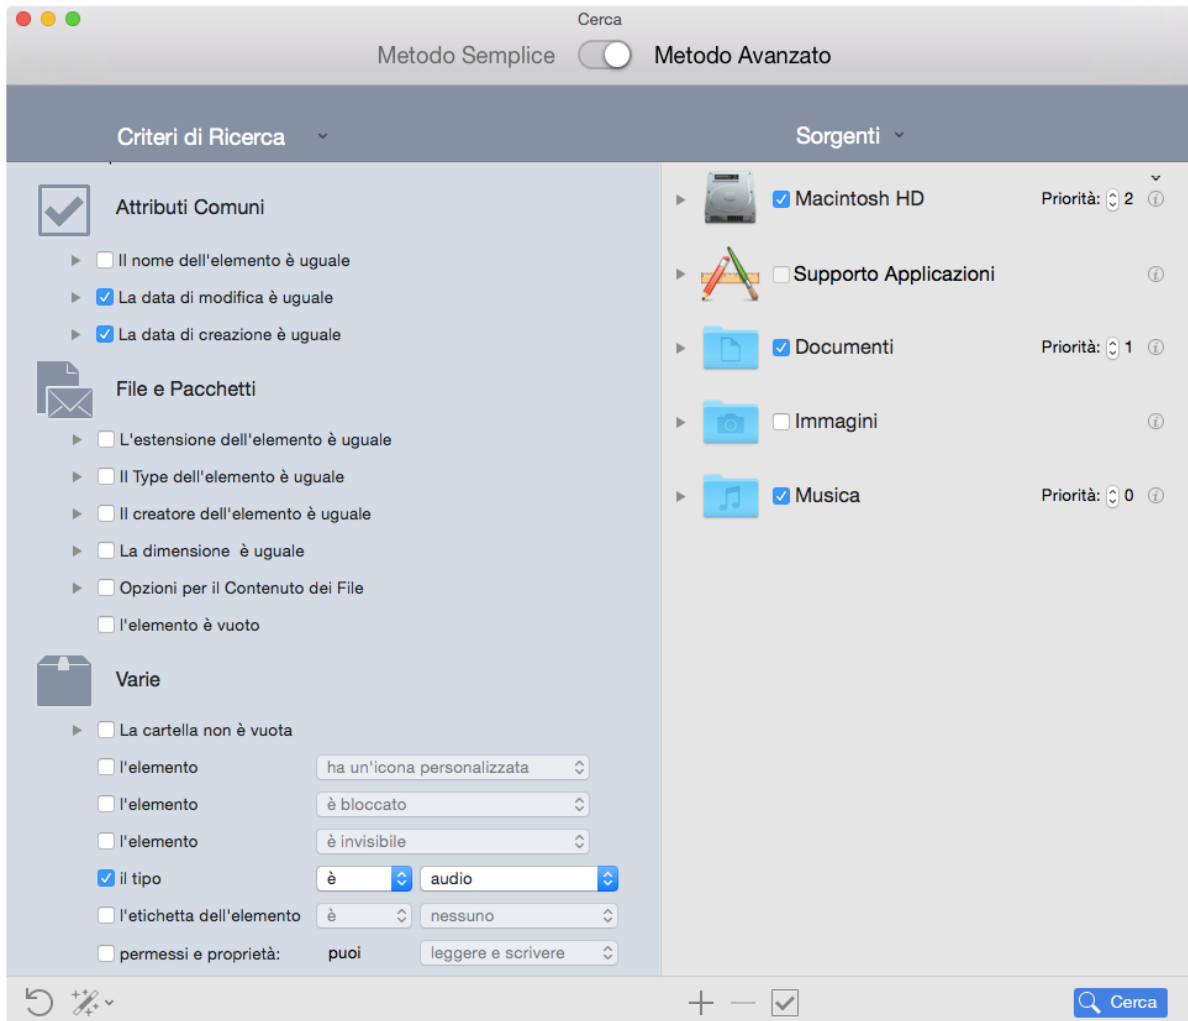 Cerca
Metodo Semplice Metodo Avanzato
Criteri di Ricerca
Attributi Comuni
Il nome dell'elemento è uguale
La data di modifica è uguale
La data di creazione è uguale
File e Pacchetti
L'estensione dell'elemento è uguale
Il Type dell'elemento è uguale
Il creatore dell'elemento è uguale
La dimensione è uguale
Opzioni per il Contenuto dei File
l'elemento è vuoto
Varie
La cartella non è vuota
l'elemento ha un'icona personalizzata
l'elemento è bloccato
l'elemento è invisibile
il tipo è audio
l'etichetta dell'elemento è nessuno
permessi e proprietà: puoi leggere e scrivere
Sorgenti
Macintosh HD Priorità: 2
Supporto Applicazioni
Documenti Priorità: 1
Immagini
Musica Priorità: 0
Cerca